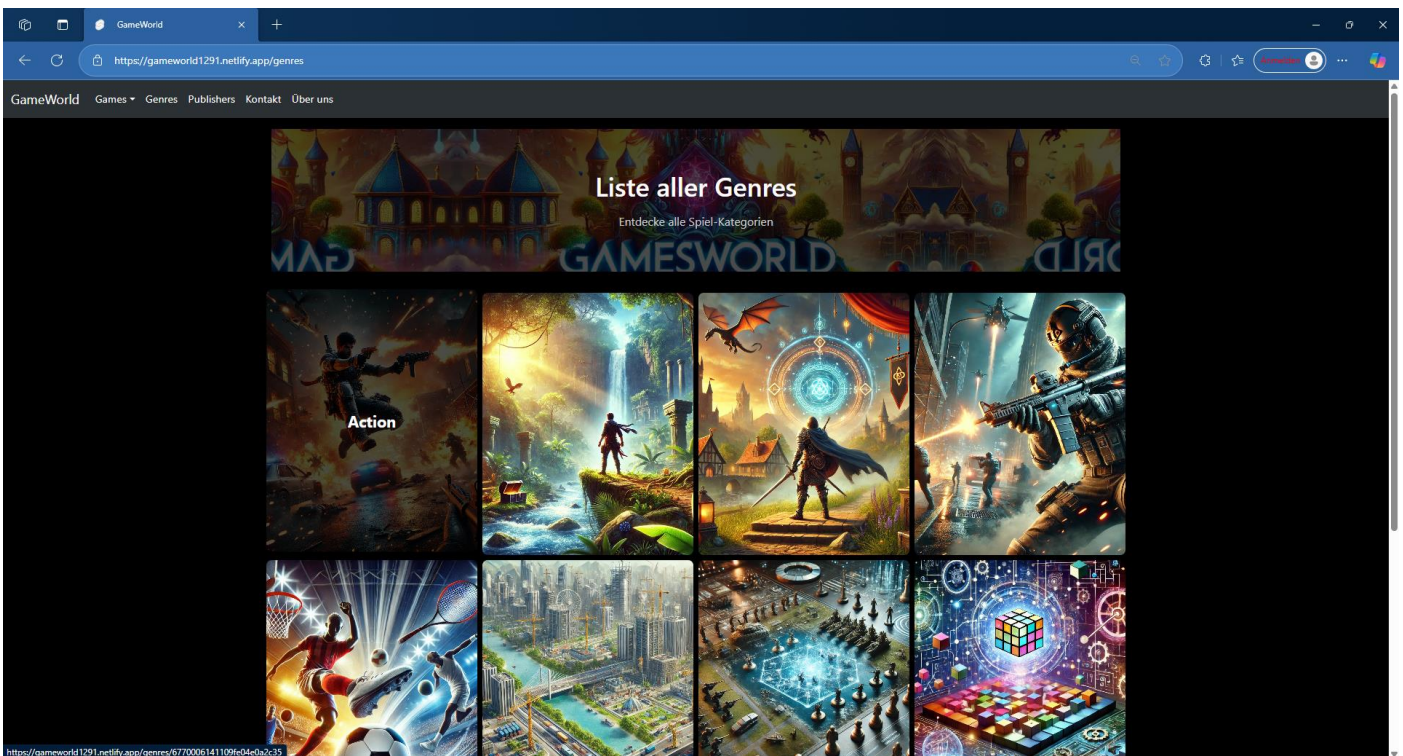 GameWorld
https://gameworld1291.netlify.app/genres
GameWorld Games Genres Publishers Kontakt Über uns
Liste aller Genres
Entdecke alle Spiel-Kategorien
GAMESWORLD
Action
https://gameworld1291.netlify.app/genres/6770006141109fe04e0a2c35